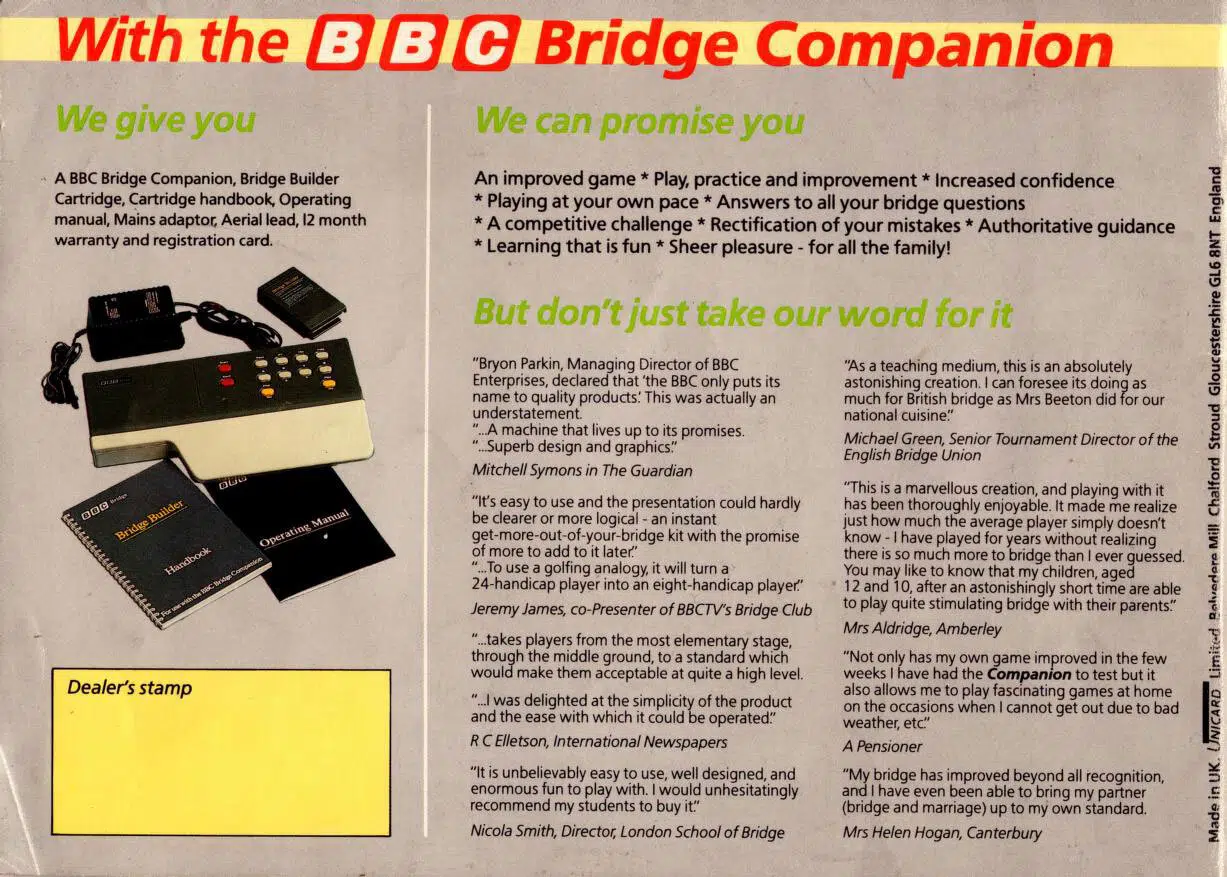 With the BBC Bridge Companion
We give you
A BBC Bridge Companion, Bridge Builder
Cartridge, Cartridge handbook, Operating
manual, Mains adaptor, Aerial lead, 12 month
warranty and registration card.
BBC Bridge
Bridge Builder
Handbook
For use with the BBC Bridge Companion
BBC
Operating Manual
Dealer's stamp
We can promise you
An improved game * Play, practice and improvement * Increased confidence
* Playing at your own pace * Answers to all your bridge questions
* A competitive challenge * Rectification of your mistakes * Authoritative guidance
* Learning that is fun * Sheer pleasure - for all the family!
But don't just take our word for it
"Bryon Parkin, Managing Director of BBC
Enterprises, declared that 'the BBC only puts its
name to quality products.' This was actually an
understatement.
"...A machine that lives up to its promises.
"...Superb design and graphics."
Mitchell Symons in The Guardian
"It's easy to use and the presentation could hardly
be clearer or more logical - an instant
get-more-out-of-your-bridge kit with the promise
of more to add to it later."
"...To use a golfing analogy, it will turn a
24-handicap player into an eight-handicap player."
Jeremy James, co-Presenter of BBCTV's Bridge Club
"...takes players from the most elementary stage,
through the middle ground, to a standard which
would make them acceptable at quite a high level.
"...I was delighted at the simplicity of the product
and the ease with which it could be operated."
R C Elletson, International Newspapers
"It is unbelievably easy to use, well designed, and
enormous fun to play with. I would unhesitatingly
recommend my students to buy it."
Nicola Smith, Director, London School of Bridge
"As a teaching medium, this is an absolutely
astonishing creation. I can foresee its doing as
much for British bridge as Mrs Beeton did for our
national cuisine."
Michael Green, Senior Tournament Director of the
English Bridge Union
"This is a marvellous creation, and playing with it
has been thoroughly enjoyable. It made me realize
just how much the average player simply doesn't
know - I have played for years without realizing
there is so much more to bridge than I ever guessed.
You may like to know that my children, aged
12 and 10, after an astonishingly short time are able
to play quite stimulating bridge with their parents."
Mrs Aldridge, Amberley
"Not only has my own game improved in the few
weeks I have had the Companion to test but it
also allows me to play fascinating games at home
on the occasions when I cannot get out due to bad
weather, etc."
A Pensioner
"My bridge has improved beyond all recognition,
and I have even been able to bring my partner
(bridge and marriage) up to my own standard.
Mrs Helen Hogan, Canterbury
Made in UK. UNICARD Limited Belvedere Mill Chalford Stroud Gloucestershire GL6 8NT England